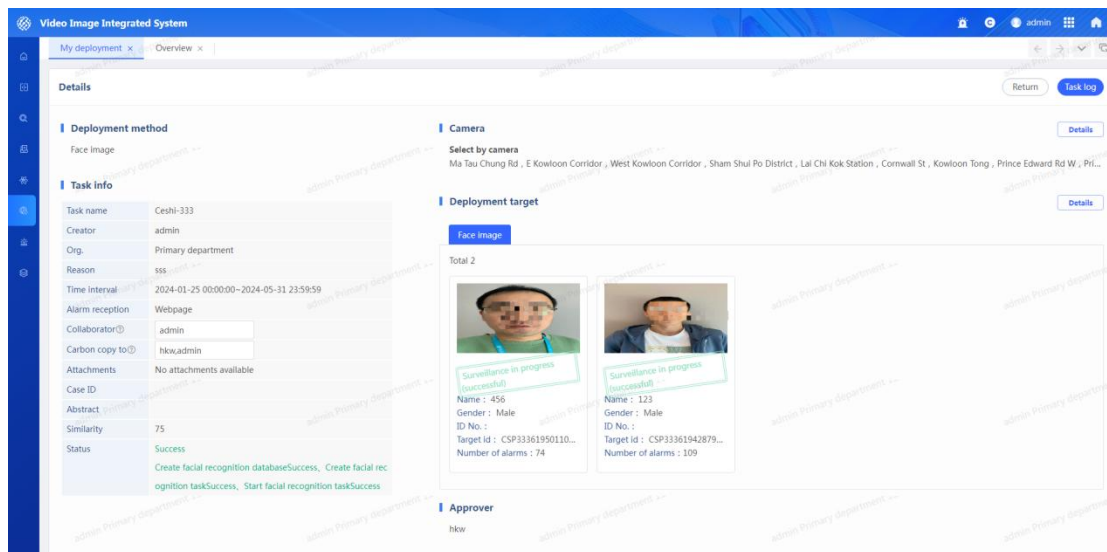 Video Image Integrated System
admin
My deployment ×
Overview ×
Details
Return
Task log
Deployment method
Face image
Task info
Task name Ceshi-333
Creator admin
Org. Primary department
Reason sss
Time interval 2024-01-25 00:00:00~2024-05-31 23:59:59
Alarm reception Webpage
Collaborator admin
Carbon copy to hkw,admin
Attachments No attachments available
Case ID
Abstract
Similarity 75
Status Success
Create facial recognition databaseSuccess、Create facial rec
ognition taskSuccess、Start facial recognition taskSuccess
Camera
Details
Select by camera
Ma Tau Chung Rd , E Kowloon Corridor , West Kowloon Corridor , Sham Shui Po District , Lai Chi Kok Station , Cornwall St , Kowloon Tong , Prince Edward Rd W , Pri...
Deployment target
Details
Face image
Total 2
Surveillance in progress
(successful)
Name : 456
Gender : Male
ID No. :
Target id : CSP33361950110...
Number of alarms : 74
Surveillance in progress
(successful)
Name : 123
Gender : Male
ID No. :
Target id : CSP33361942879...
Number of alarms : 109
Approver
hkw
admin Primary department